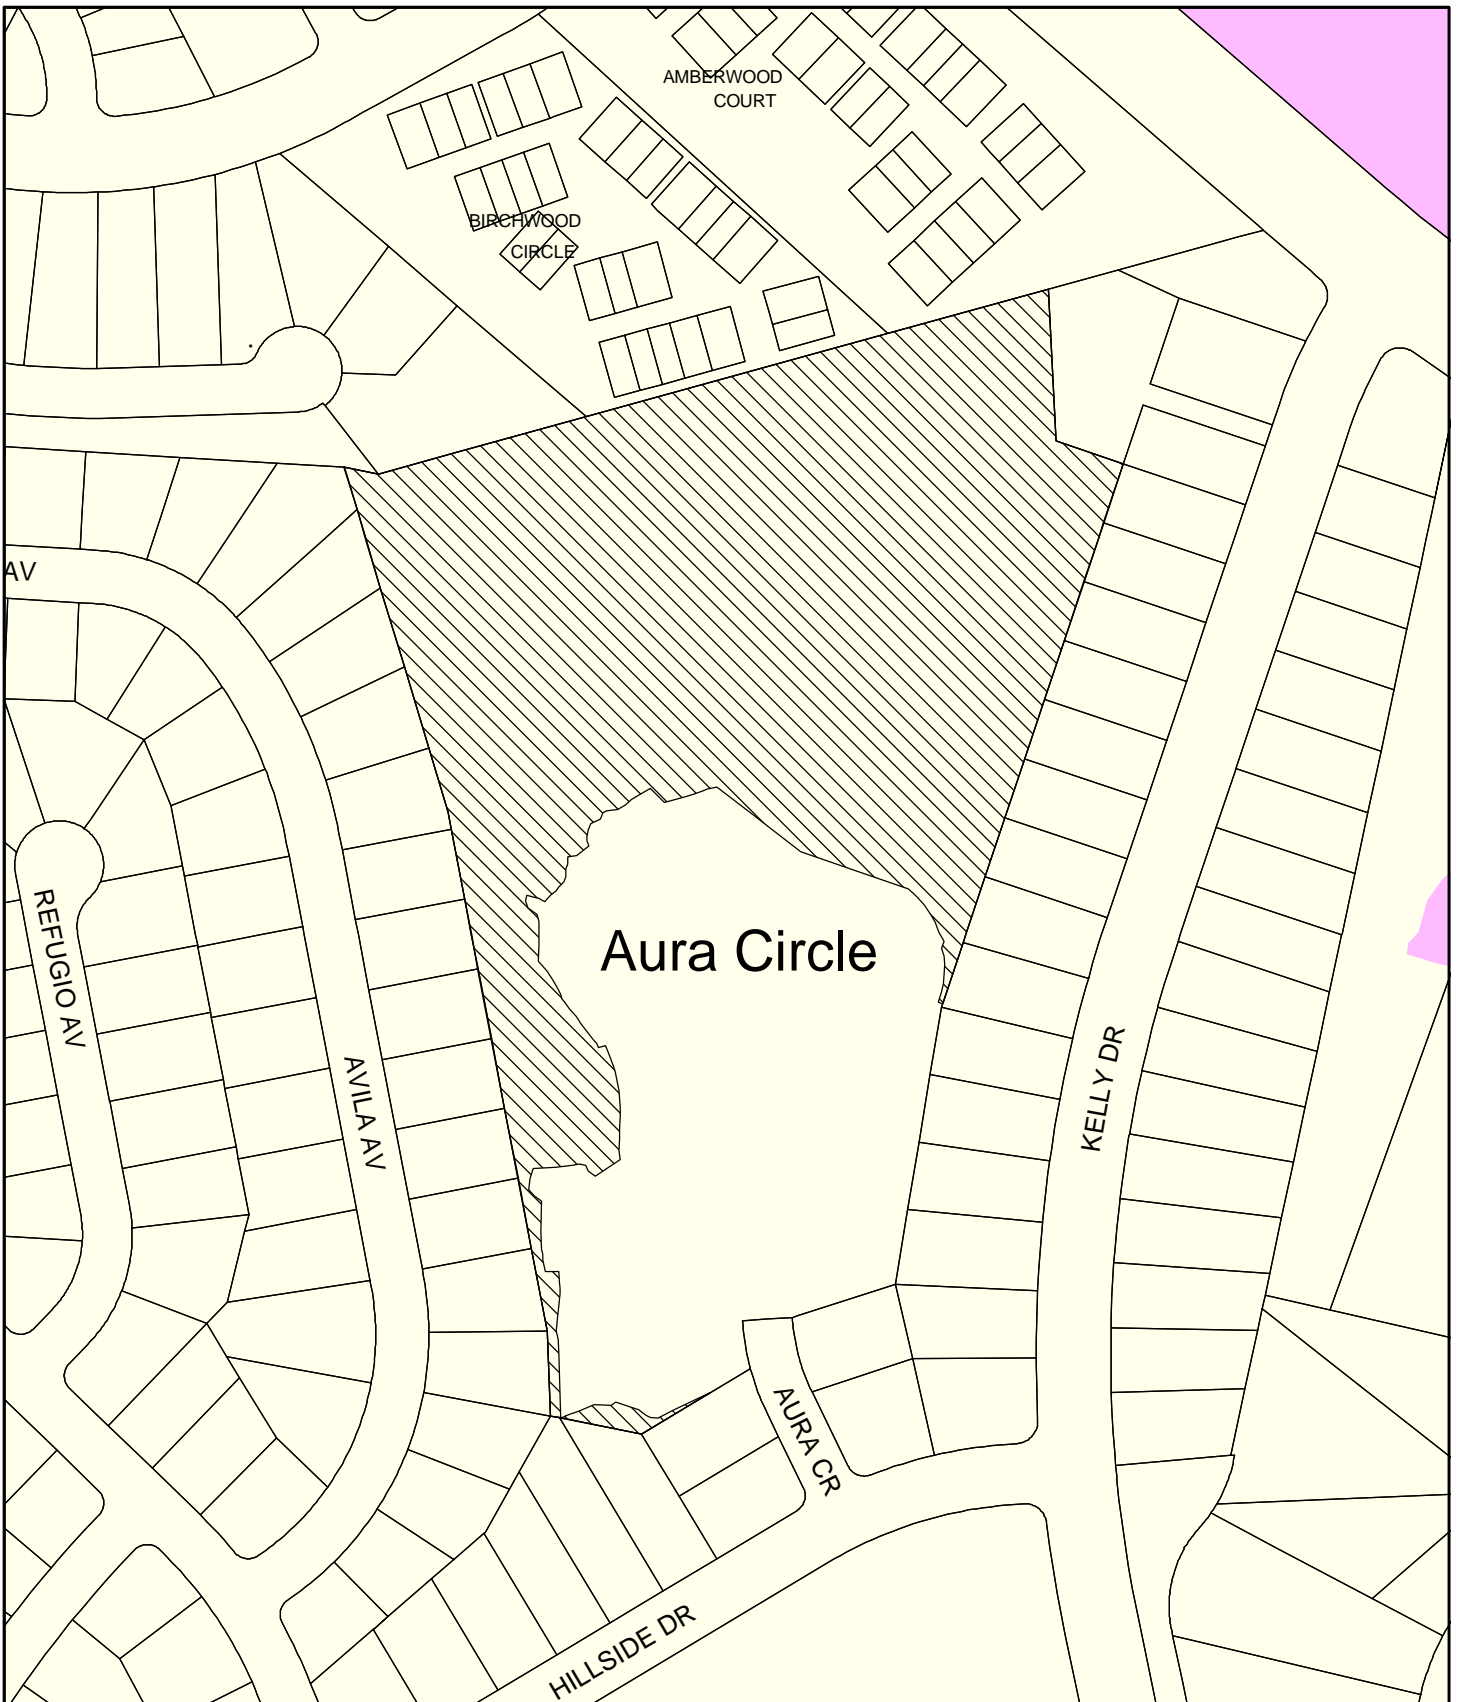 AMBERWOOD
COURT
BIRCHWOOD
CIRCLE
AV
Aura Circle
REFUGIO AV
AVILA AV
KELLY DR
AURA CR
HILLSIDE DR